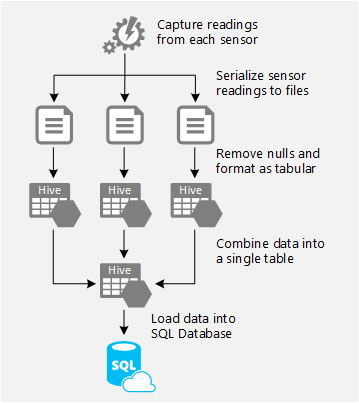 Capture readings
from each sensor
Serialize sensor
readings to files
Remove nulls and
format as tabular
Hive
Hive
Hive
Combine data into
a single table
Hive
Load data into
SQL Database
SQL